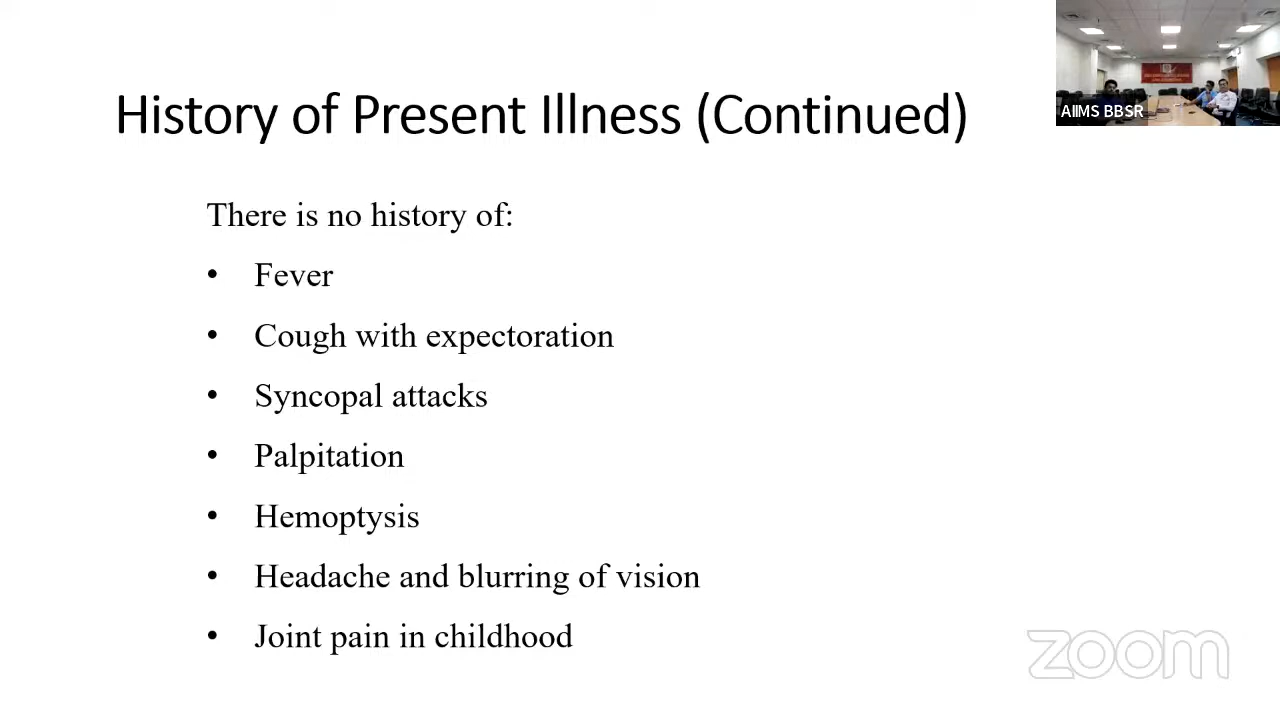 History of Present Illness (Continued)
AIIMS BBSR
There is no history of:
• Fever
• Cough with expectoration
• Syncopal attacks
• Palpitation
• Hemoptysis
• Headache and blurring of vision
• Joint pain in childhood
zoom